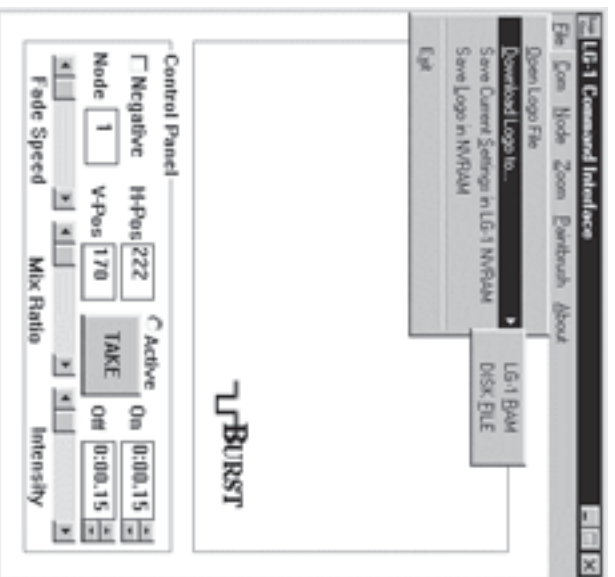 LG-1 Command Interface
File Com Node Zoom Paintbrush About
Open Logo File
Download Logo to...
Save Current Settings in LG-1 NVRAM
Save Logo in NVRAM
Exit
LG-1 RAM
DISK FILE
BURST
Control Panel
Negative H-Pos 222 Active On 0:00.15
Node 1 V-Pos 170 TAKE Off 0:00.15
Fade Speed Mix Ratio Intensity